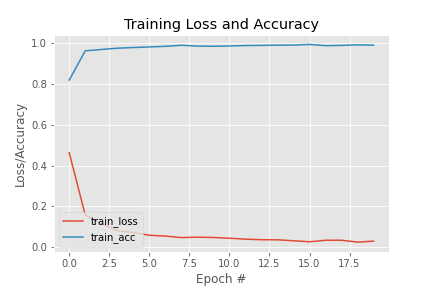 Training Loss and Accuracy
Loss/Accuracy
1.0
0.8
0.6
0.4
0.2
0.0
train_loss
train_acc
0.0 2.5 5.0 7.5 10.0 12.5 15.0 17.5
Epoch #